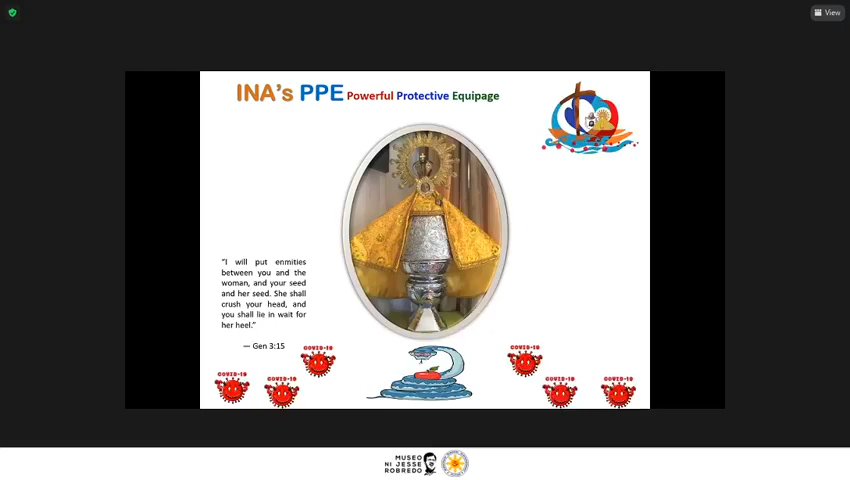 View
INA's PPE Powerful Protective Equipage
"I will put enmities
between you and the
woman, and your seed
and her seed. She shall
crush your head, and
you shall lie in wait for
her heel."
— Gen 3:15
COVID-19
COVID-19
COVID-19
COVID-19
COVID-19
COVID-19
MUSEO
NI JESSE
ROBREDO